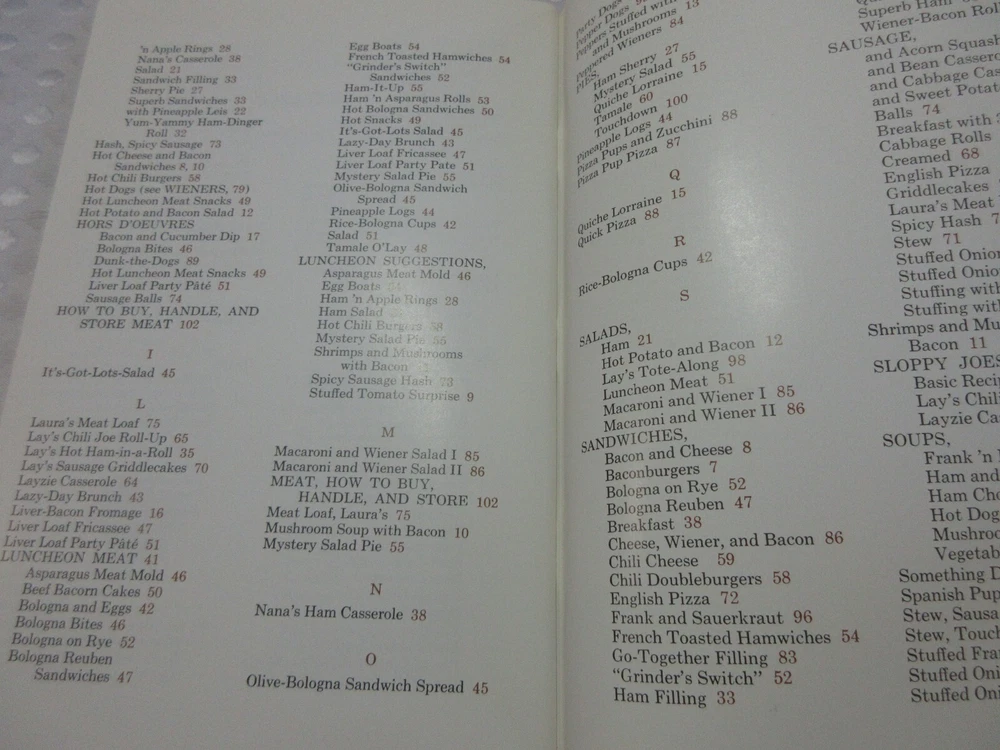 'n Apple Rings 28
Nana's Casserole 38
Salad 21
Sandwich Filling 33
Sherry Pie 27
Superb Sandwiches 33
with Pineapple Leis 22
Yum-Yammy Ham-Dinger
Roll 32
Hash, Spicy Sausage 73
Hot Cheese and Bacon
Sandwiches 8, 10
Hot Chili Burgers 58
Hot Dogs (see WIENERS, 79)
Hot Luncheon Meat Snacks 49
Hot Potato and Bacon Salad 12
HORS D'OEUVRES
Bacon and Cucumber Dip 17
Bologna Bites 46
Dunk-the-Dogs 89
Hot Luncheon Meat Snacks 49
Liver Loaf Party Pâté 51
Sausage Balls 74
HOW TO BUY, HANDLE, AND
STORE MEAT 102
I
It's-Got-Lots-Salad 45
L
Laura's Meat Loaf 75
Lay's Chili Joe Roll-Up 65
Lay's Hot Ham-in-a-Roll 35
Lay's Sausage Griddlecakes 70
Layzie Casserole 64
Lazy-Day Brunch 43
Liver-Bacon Fromage 16
Liver Loaf Fricassee 47
Liver Loaf Party Pâté 51
LUNCHEON MEAT 41
Asparagus Meat Mold 46
Beef Bacorn Cakes 50
Bologna and Eggs 42
Bologna Bites 46
Bologna on Rye 52
Bologna Reuben
Sandwiches 47
Egg Boats 54
French Toasted Hamwiches 54
"Grinder's Switch"
Sandwiches 52
Ham-It-Up 55
Ham 'n Asparagus Rolls 53
Hot Bologna Sandwiches 50
Hot Snacks 49
It's-Got-Lots Salad 45
Lazy-Day Brunch 43
Liver Loaf Fricassee 47
Liver Loaf Party Pate 51
Mystery Salad Pie 55
Olive-Bologna Sandwich
Spread 45
Pineapple Logs 44
Rice-Bologna Cups 42
Salad 51
Tamale O'Lay 48
LUNCHEON SUGGESTIONS,
Asparagus Meat Mold 46
Egg Boats
Ham 'n Apple Rings 28
Ham Salad
Hot Chili Burgers 58
Mystery Salad Pie 55
Shrimps and Mushrooms
with Bacon
Spicy Sausage Hash 73
Stuffed Tomato Surprise 9
M
Macaroni and Wiener Salad I 85
Macaroni and Wiener Salad II 86
MEAT, HOW TO BUY,
HANDLE, AND STORE 102
Meat Loaf, Laura's 75
Mushroom Soup with Bacon 10
Mystery Salad Pie 55
N
Nana's Ham Casserole 38
O
Olive-Bologna Sandwich Spread 45
Party Dogs
Pepper Dogs
Peppers Stuffed with
and Mushrooms 13
Peppered Wieners 84
PIES,
Ham Sherry 27
Mystery Salad 55
Quiche Lorraine 15
Tamale 60
Touchdown 100
Pineapple Logs 44
Pizza Pups and Zucchini 88
Pizza Pup Pizza 87
Q
Quiche Lorraine 15
Quick Pizza 88
R
Rice-Bologna Cups 42
S
SALADS,
Ham 21
Hot Potato and Bacon 12
Lay's Tote-Along 98
Luncheon Meat 51
Macaroni and Wiener I 85
Macaroni and Wiener II 86
SANDWICHES,
Bacon and Cheese 8
Baconburgers 7
Bologna on Rye 52
Bologna Reuben 47
Breakfast 38
Cheese, Wiener, and Bacon 86
Chili Cheese 59
Chili Doubleburgers 58
English Pizza 72
Frank and Sauerkraut 96
French Toasted Hamwiches 54
Go-Together Filling 83
"Grinder's Switch" 52
Ham Filling 33
Superb Ham
Wiener-Bacon Roll
SAUSAGE,
and Acorn Squash
and Bean Cassero
and Cabbage Cas
and Sweet Potato
Balls 74
Breakfast with
Cabbage Rolls
Creamed 68
English Pizza
Griddlecakes
Laura's Meat
Spicy Hash 7
Stew 71
Stuffed Onion
Stuffed Onion
Stuffing with
Stuffing with
Shrimps and Mu
Bacon 11
SLOPPY JOES
Basic Reci
Lay's Chili
Layzie Ca
SOUPS,
Frank 'n
Ham and
Ham Cho
Hot Dog
Mushroo
Vegetab
Something D
Spanish Pup
Stew, Sausa
Stew, Touch
Stuffed Fran
Stuffed Oni
Stuffed Oni